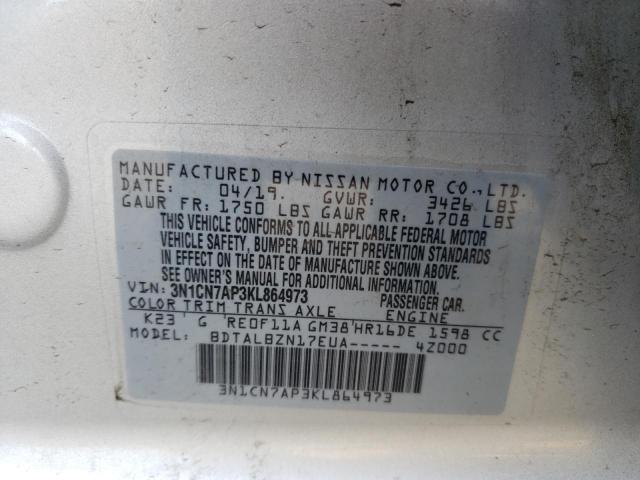 MANUFACTURED BY NISSAN MOTOR CO., LTD.
DATE: 04/19. GVWR: 3426 LBS
GAWR FR: 1750 LBS GAWR RR: 1708 LBS
THIS VEHICLE CONFORMS TO ALL APPLICABLE FEDERAL MOTOR
VEHICLE SAFETY, BUMPER AND THEFT PREVENTION STANDARDS
IN EFFECT ON THE DATE OF MANUFACTURE SHOWN ABOVE.
SEE OWNER'S MANUAL FOR ADDITIONAL INFORMATION.
VIN: 3N1CN7AP3KL864973 PASSENGER CAR.
COLOR TRIM TRANS AXLE ENGINE
K23 G RE0F11A GM38 HR16DE 1598 CC
MODEL: BDTALBZN17EUA----- 4Z000
3N1CN7AP3KL864973